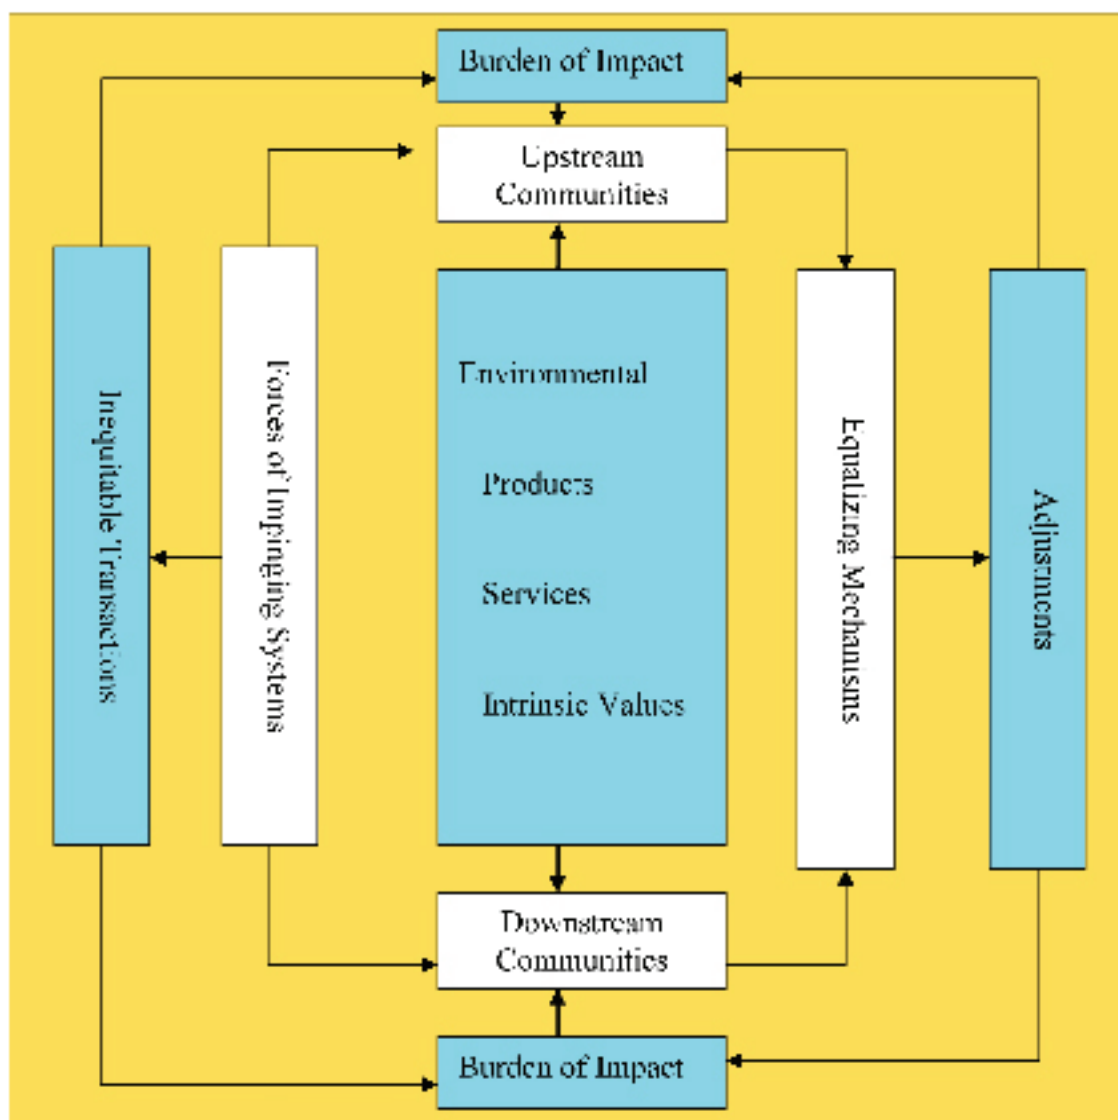 Burden of Impact
Upstream
Communities
Inequitable Transactions
Forces of Impinging Systems
Environmental
Products
Services
Intrinsic Values
Equalizing Mechanisms
Adjustments
Downstream
Communities
Burden of Impact